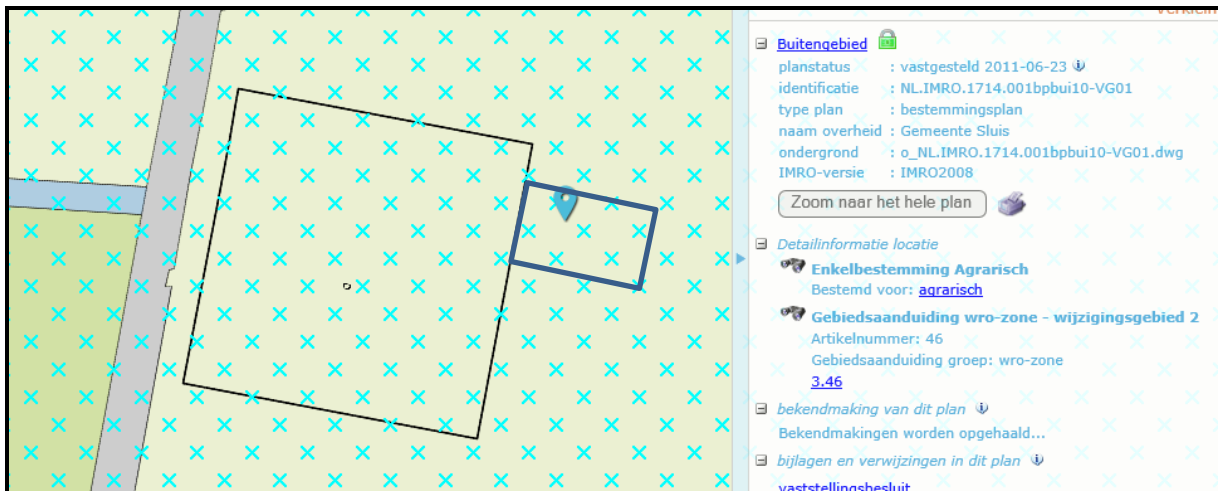 Buitengebied
planstatus : vastgesteld 2011-06-23
identificatie : NL.IMRO.1714.001bpbui10-VG01
type plan : bestemmingsplan
naam overheid : Gemeente Sluis
ondergrond : o_NL.IMRO.1714.001bpbui10-VG01.dwg
IMRO-versie : IMRO2008
Zoom naar het hele plan
Detailinformatie locatie
Enkelbestemming Agrarisch
Bestemd voor: agrarisch
Gebiedsaanduiding wro-zone - wijzigingsgebied 2
Artikelnummer: 46
Gebiedsaanduiding groep: wro-zone
3.46
bekendmaking van dit plan
Bekendmakingen worden opgehaald...
bijlagen en verwijzingen in dit plan
vaststellingsbesluit